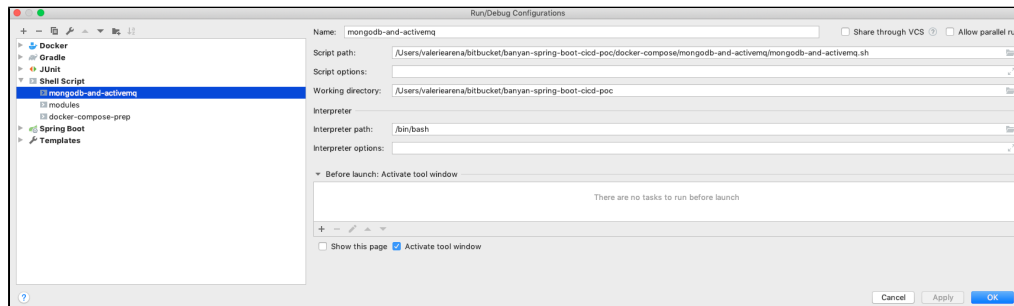 Run/Debug Configurations
Name: mongodb-and-activemq
Share through VCS ? Allow parallel ru
Docker
Gradle
JUnit
Shell Script
mongodb-and-activemq
modules
docker-compose-prep
Spring Boot
Templates
Script path: /Users/valeriearena/bitbucket/banyan-spring-boot-cicd-poc/docker-compose/mongodb-and-activemq/mongodb-and-activemq.sh
Script options:
Working directory: /Users/valeriearena/bitbucket/banyan-spring-boot-cicd-poc
Interpreter
Interpreter path: /bin/bash
Interpreter options:
Before launch: Activate tool window
There are no tasks to run before launch
Show this page Activate tool window
? Cancel Apply OK